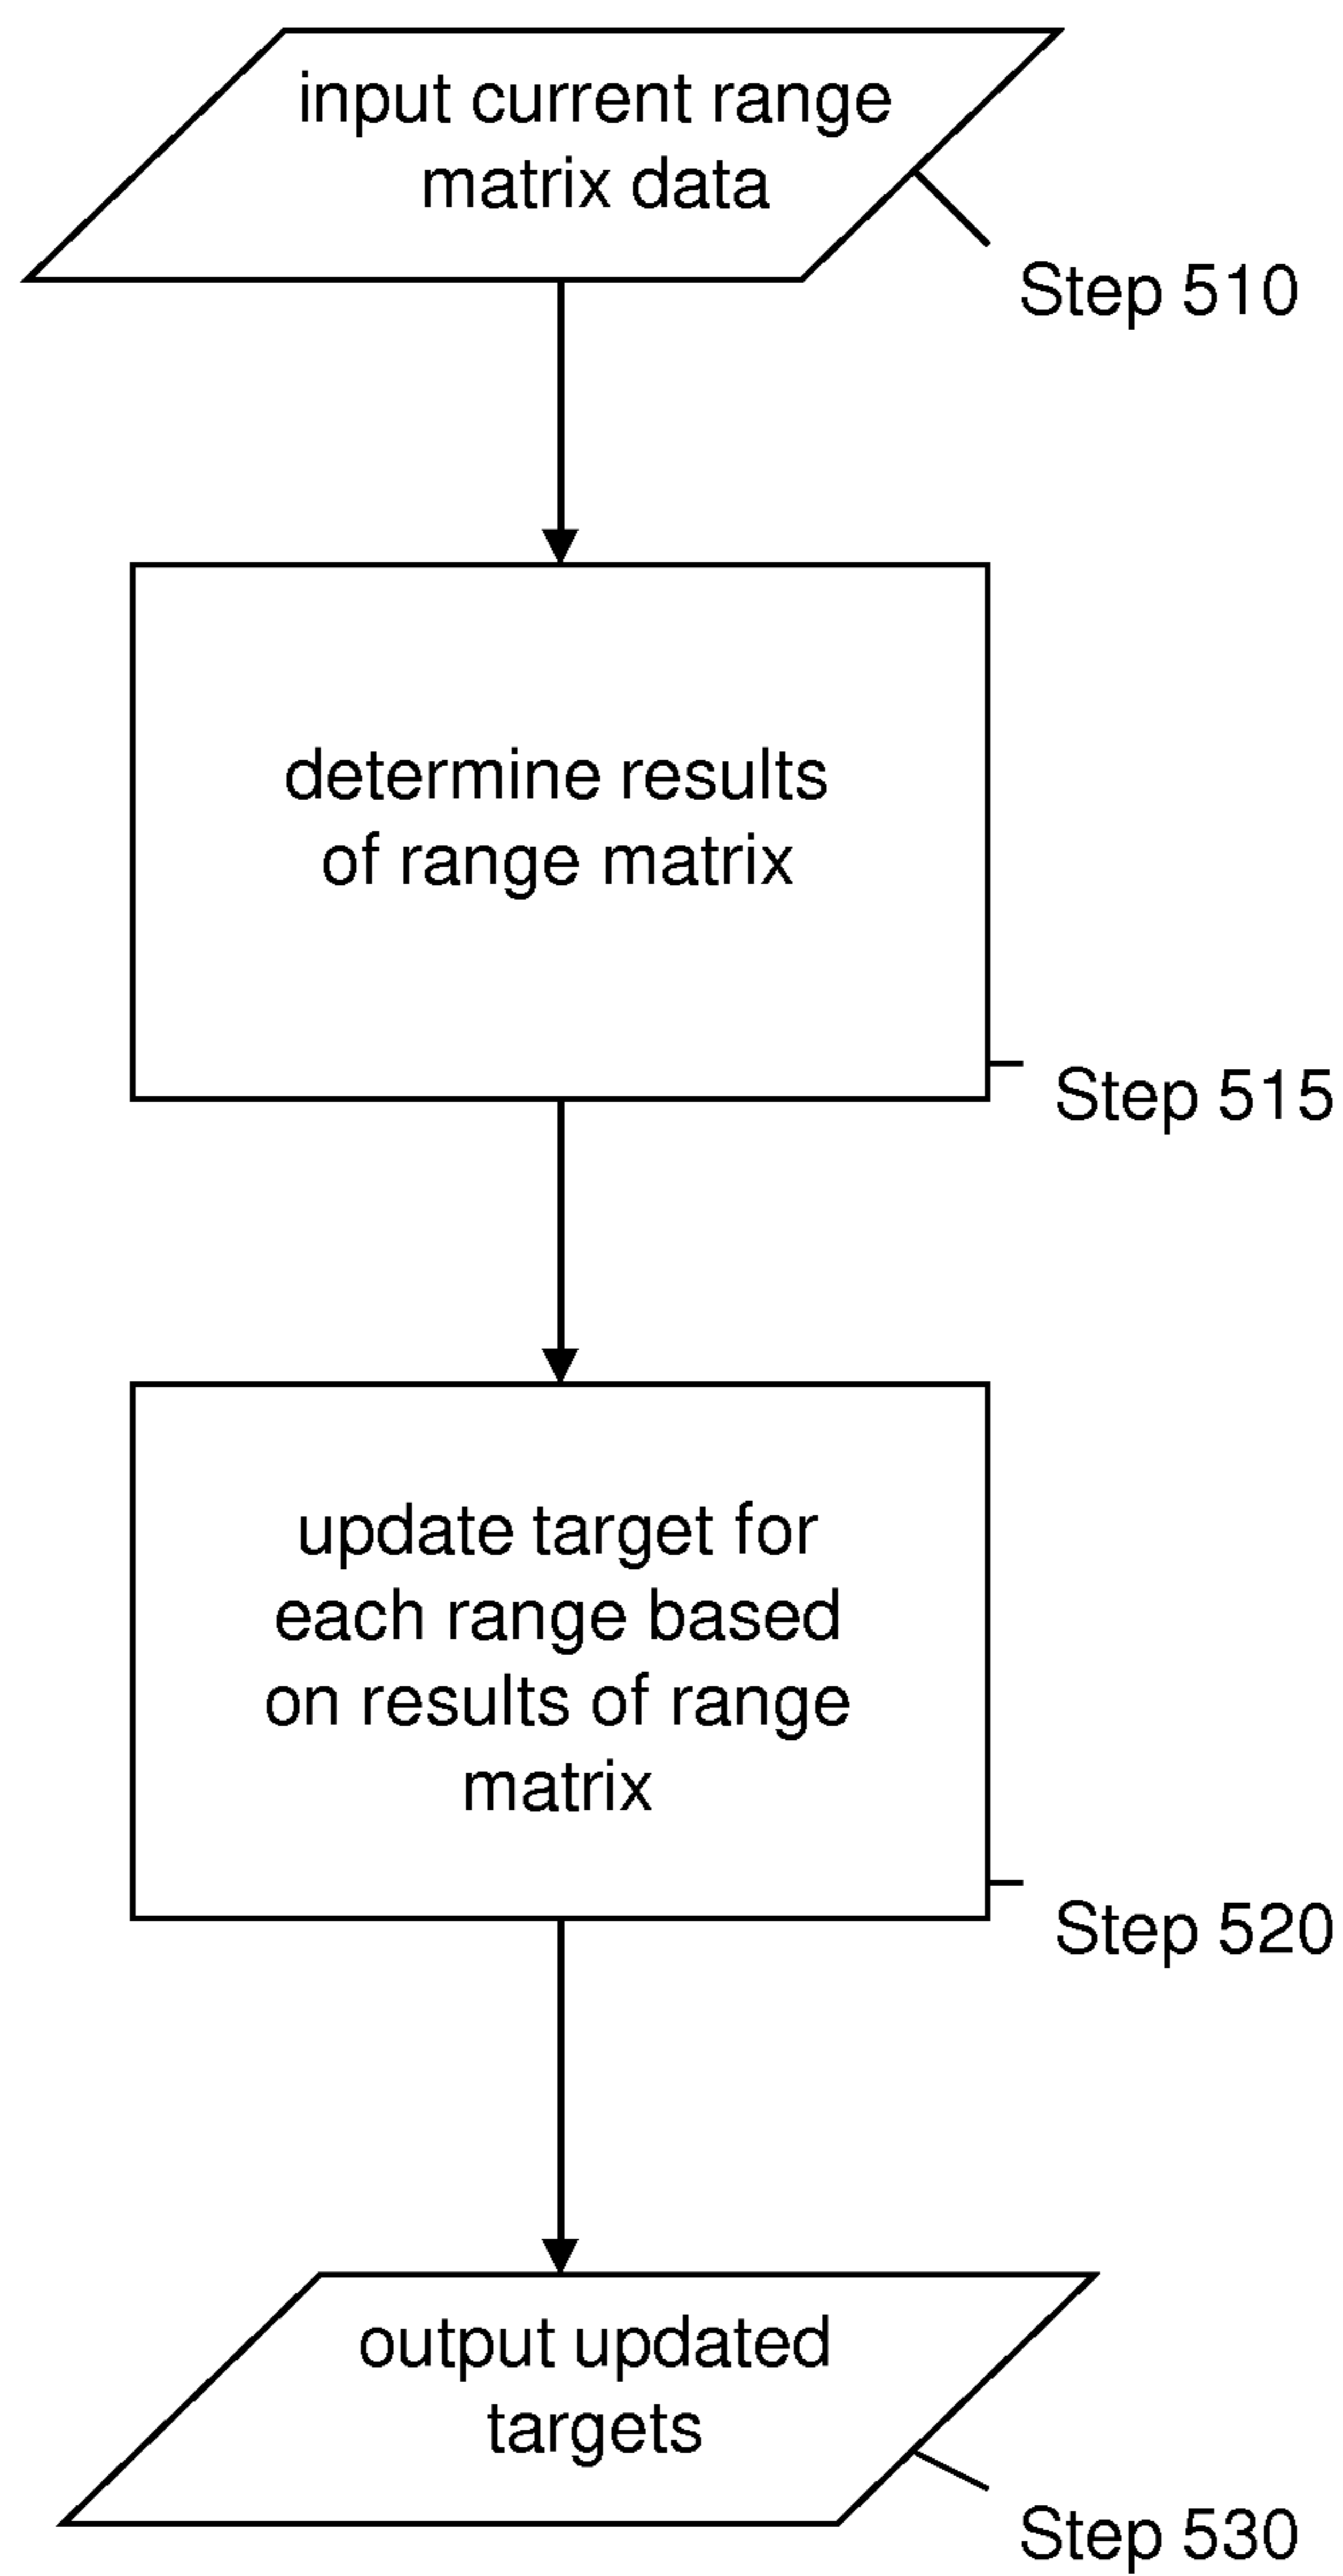 input current range
matrix data
Step 510
determine results
of range matrix
Step 515
update target for
each range based
on results of range
matrix
Step 520
output updated
targets
Step 530